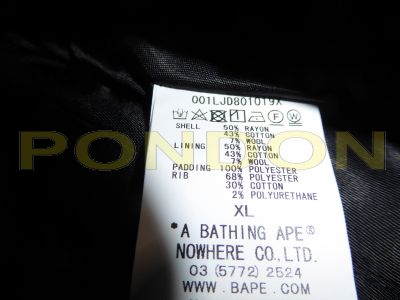 001LJD801019X
SHELL 50% RAYON
43% COTTON
7% WOOL
LINING 50% RAYON
43% COTTON
7% WOOL
PADDING 100% POLYESTER
RIB 68% POLYESTER
30% COTTON
2% POLYURETHANE
XL
*A BATHING APE®
NOWHERE CO., LTD.
03 (5772) 2524
WWW.BAPE.COM
PONDON